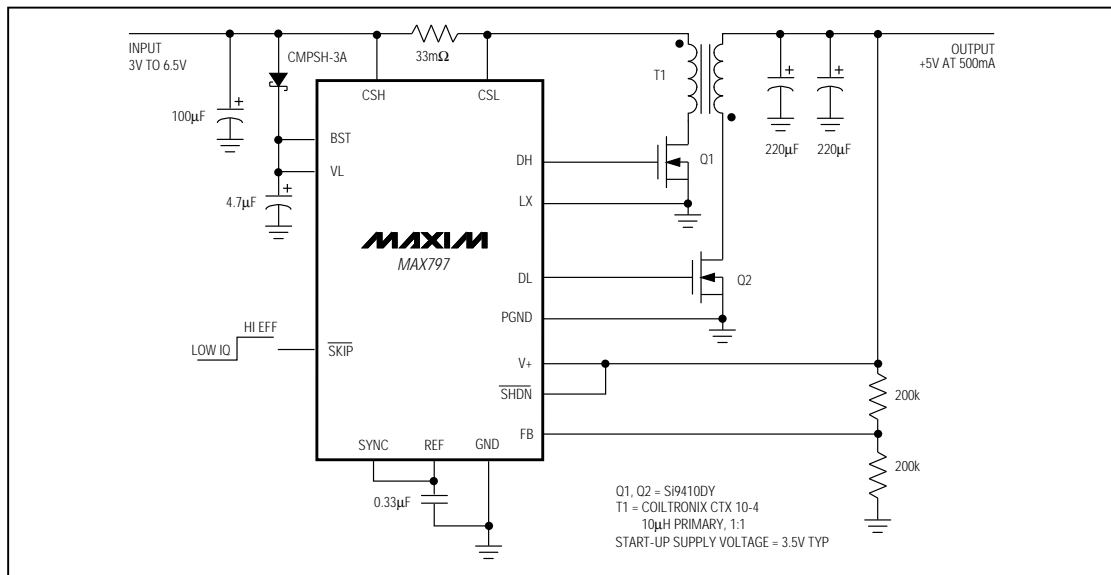 INPUT
3V TO 6.5V
CMPSH-3A
33mΩ
T1
OUTPUT
+5V AT 500mA
100µF
+
CSH
CSL
+
+
220µF
220µF
BST
VL
4.7µF
+
DH
Q1
LX
MAXIM
MAX797
DL
Q2
PGND
HI EFF
LOW IQ
SKIP
V+
SHDN
200k
FB
SYNC
REF
GND
200k
0.33µF
Q1, Q2 = Si9410DY
T1 = COILTRONIX CTX 10-4
10µH PRIMARY, 1:1
START-UP SUPPLY VOLTAGE = 3.5V TYP